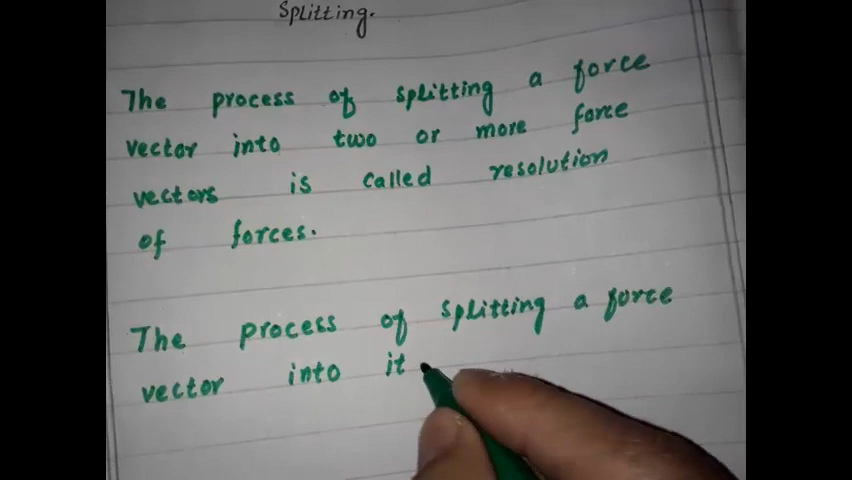 Splitting.
The process of splitting a force
vector into two or more force
vectors is called resolution
of forces.
The process of splitting a force
vector into it